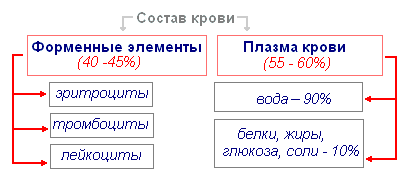 Состав крови
Форменные элементы
(40 -45%)
эритроциты
тромбоциты
лейкоциты
Плазма крови
(55 - 60%)
вода – 90%
белки, жиры,
глюкоза, соли - 10%